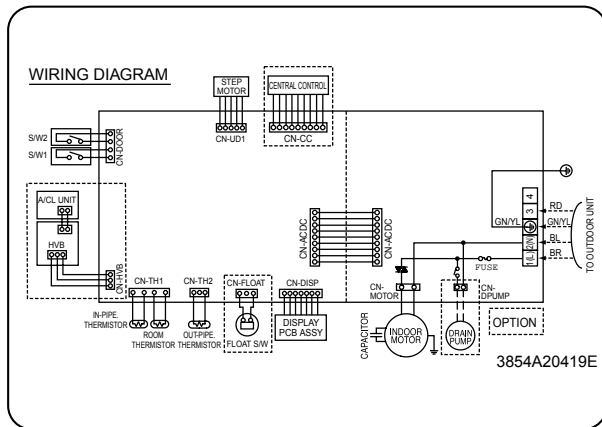 WIRING DIAGRAM
STEP
MOTOR
CENTRAL CONTROL
CN-UD1
CN-CC
S/W2
S/W1
CN-DOOR
A/CL UNIT
HVB
CN-HVB
CN-ACDC
CN-ACDC
4
3
2(N)
1(L)
GN/YL
RD
GN/YL
BL
BR
TO OUTDOOR UNIT
FUSE
CN-TH1
CN-TH2
CN-FLOAT
CN-DISP
CN-
MOTOR
CN-
DPUMP
IN-PIPE.
THERMISTOR
ROOM
THERMISTOR
OUT-PIPE.
THERMISTOR
FLOAT S/W
DISPLAY
PCB ASSY
CAPACITOR
INDOOR
MOTOR
DRAIN
PUMP
OPTION
3854A20419E